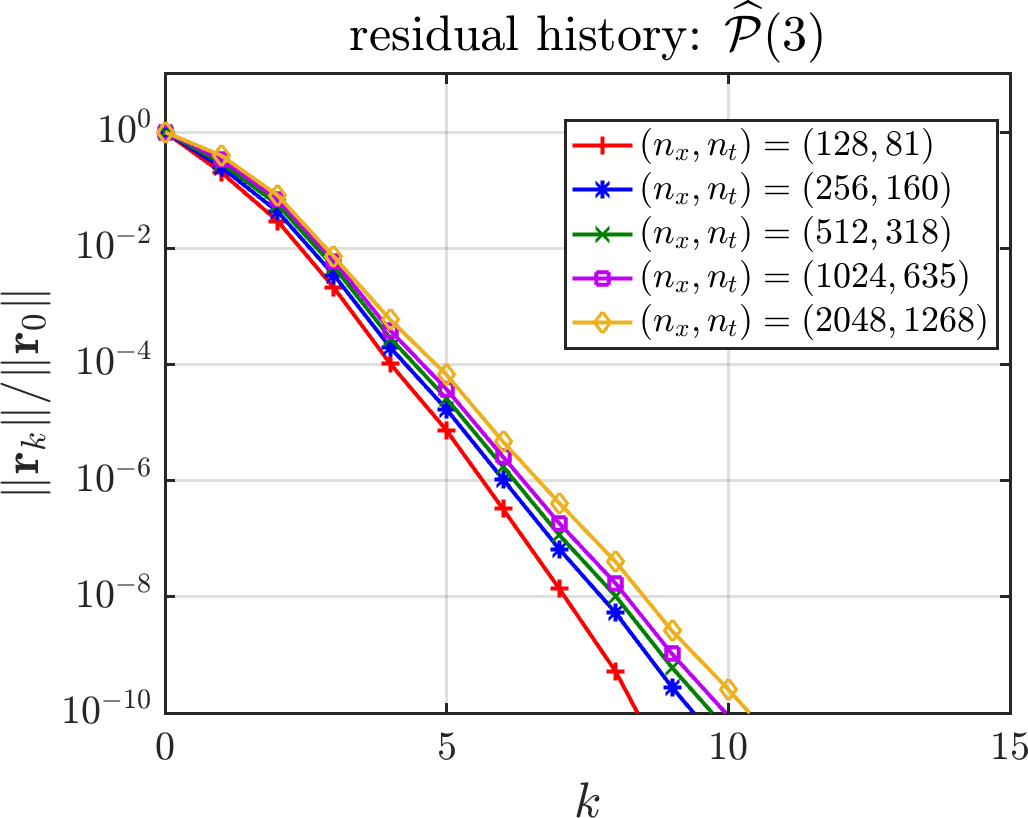 residual history: $\widehat{\mathcal{P}}(3)$
$\|\mathbf{r}_k\|/\|\mathbf{r}_0\|$
$10^{0}$
$10^{-2}$
$10^{-4}$
$10^{-6}$
$10^{-8}$
$10^{-10}$
$(n_x, n_t) = (128, 81)$
$(n_x, n_t) = (256, 160)$
$(n_x, n_t) = (512, 318)$
$(n_x, n_t) = (1024, 635)$
$(n_x, n_t) = (2048, 1268)$
0 5 10 15
$k$